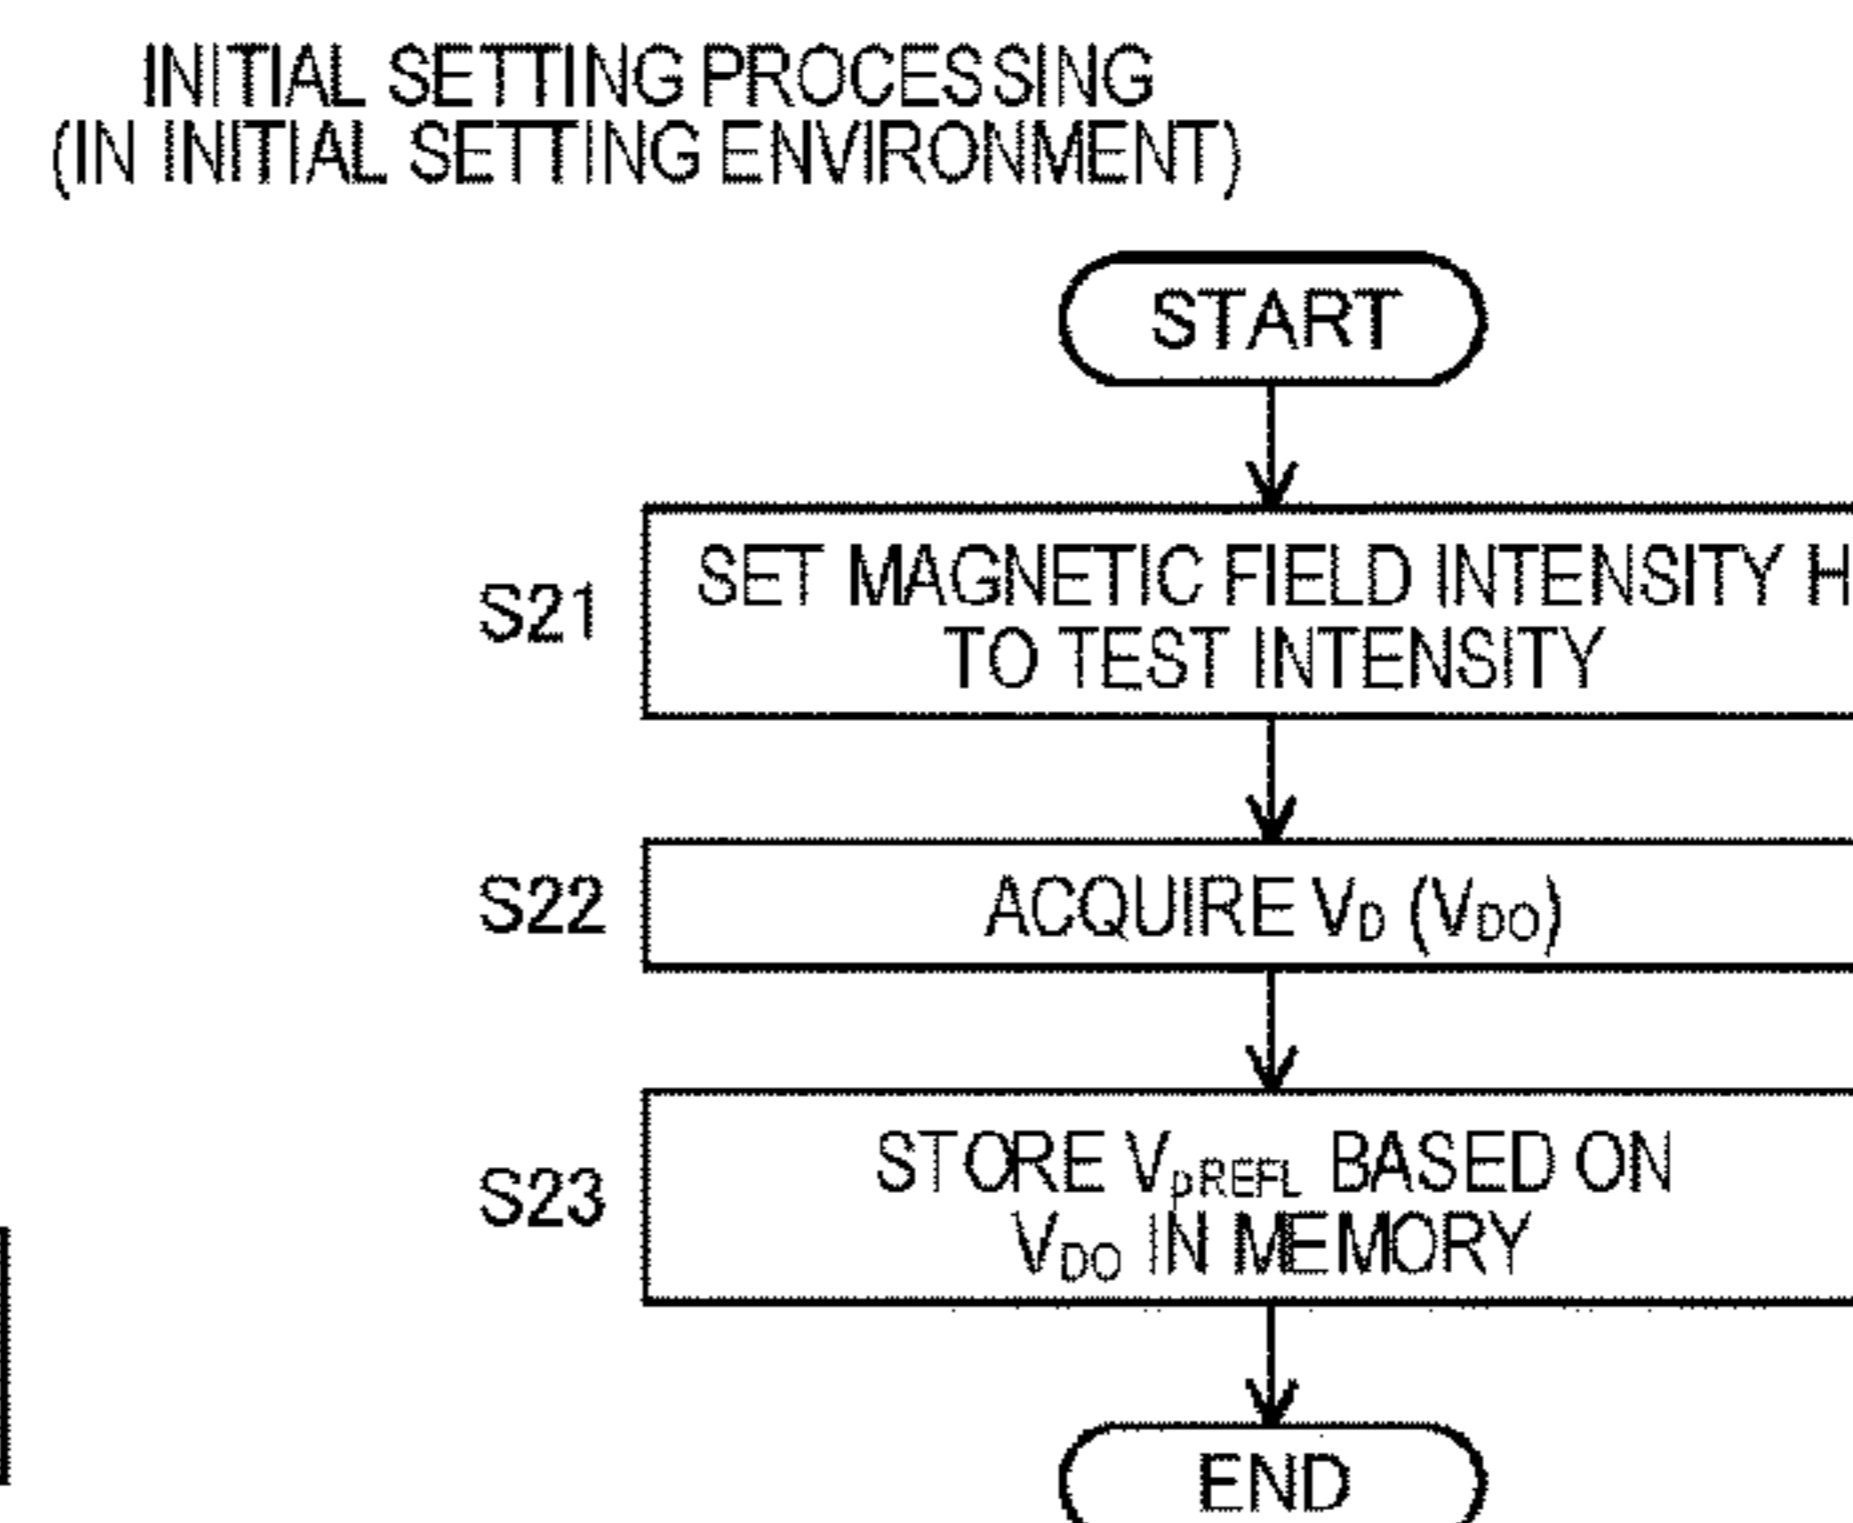 INITIAL SETTING PROCESSING
(IN INITIAL SETTING ENVIRONMENT)
START
S21
SET MAGNETIC FIELD INTENSITY H
TO TEST INTENSITY
S22
ACQUIRE VD (VDO)
S23
STORE VpREFL BASED ON
VDO IN MEMORY
END